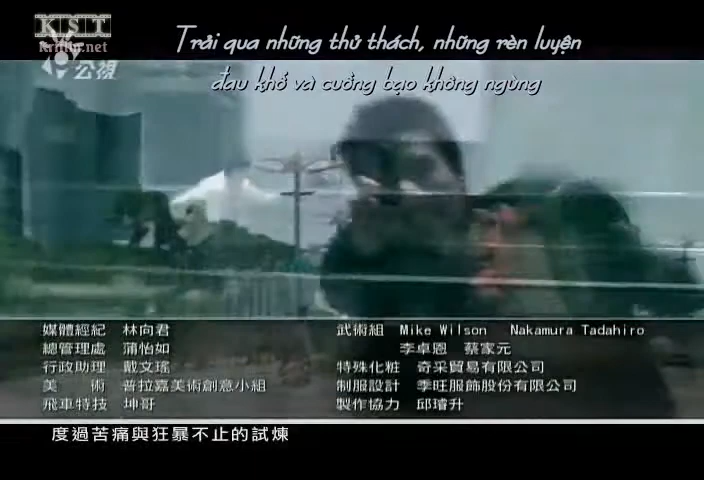 KST
Kriftin.net
公視
Trải qua những thử thách, những rèn luyện
đau khổ và cuồng bạo không ngừng
媒體經紀 林向君
總管理處 蒲怡如
行政助理 戴文瑤
美術 普拉嘉美術創意小組
飛車特技 坤哥
武術組 Mike Wilson Nakamura Tadahiro
李卓恩 蔡家元
特殊化粧 奇采貿易有限公司
制服設計 季旺服飾股份有限公司
製作協力 邱璿升
度過苦痛與狂暴不止的試煉